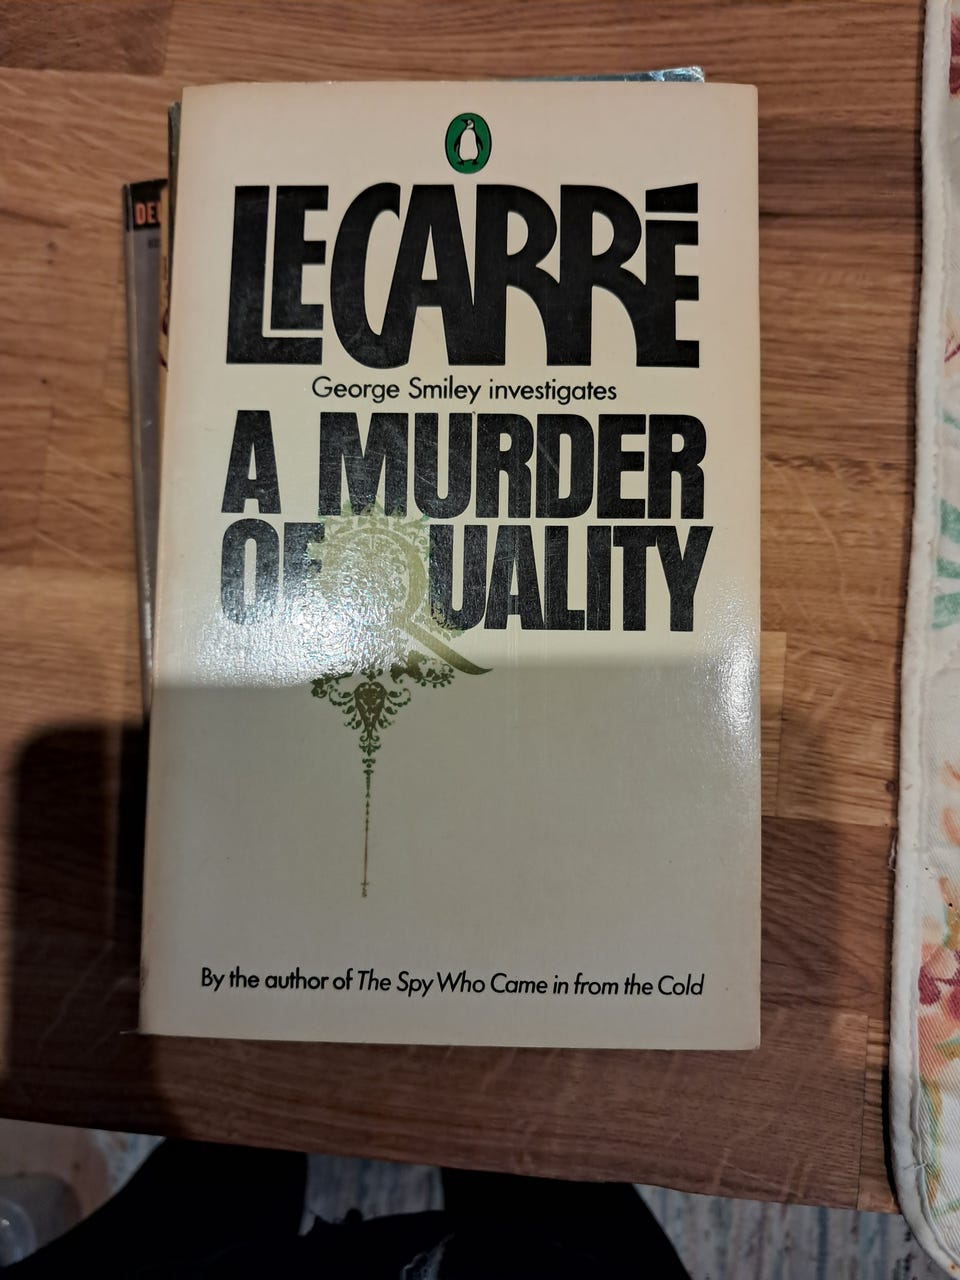 LE CARRÉ
George Smiley investigates
A MURDER
OF QUALITY
By the author of The Spy Who Came in from the Cold